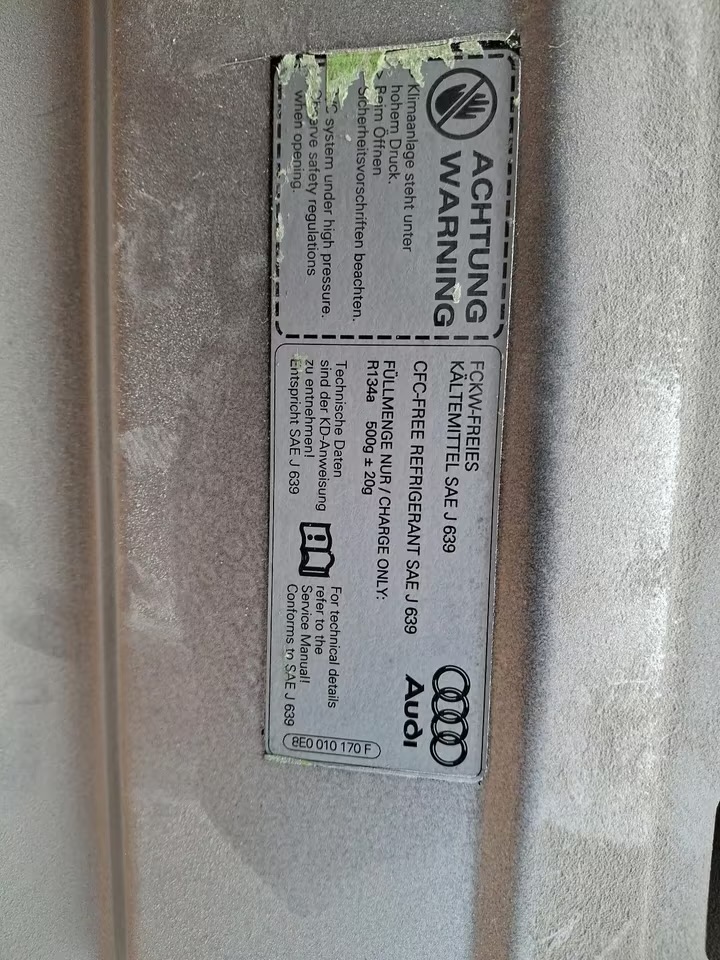 ACHTUNG
WARNING
Klimaanlage steht unter
hohem Druck.
Beim Öffnen
Sicherheitsvorschriften beachten.
system under high pressure.
safety regulations
when opening.
FCKW-FREIES
KÄLTEMITTEL SAE J 639
CFC-FREE REFRIGERANT SAE J 639
FÜLLMENGE NUR / CHARGE ONLY:
R134a 500g ± 20g
Audi
Technische Daten
sind der KD-Anweisung
zu entnehmen!
Entspricht SAE J 639
For technical details
refer to the
Service Manual!
Conforms to SAE J 639
8E0 010 170 F